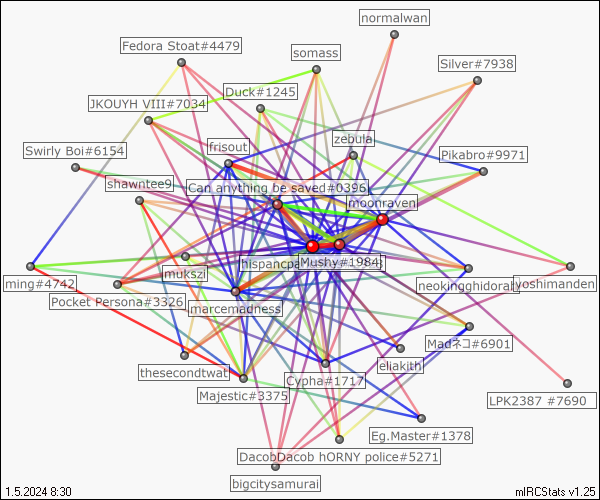 normalwan
Fedora Stoat#4479
somass
Silver#7938
Duck#1245
JKOUYH VIII#7034
zebula
frisout
Swirly Boi#6154
Pikabro#9971
shawntee9
Can anything be saved#0396
moonraven
hispancpa
Mushy#1984
mukszi
ming#4742
neokingghidorah
yoshimanden
Pocket Persona#3326
marcemadness
Madネコ#6901
thesecondtwat
eliakith
Cypha#1717
Majestic#3375
LPK2387 #7690
Eg.Master#1378
DacobDacob hORNY police#5271
bigcitysamurai
1.5.2024 8:30
mIRCStats v1.25